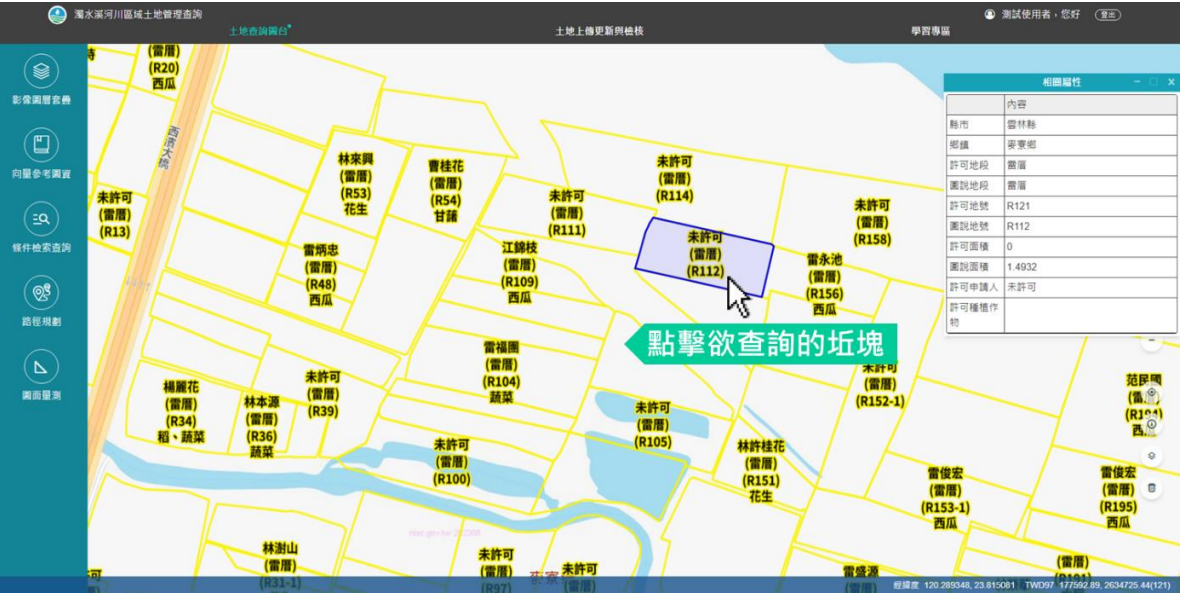 濁水溪河川區域土地管理查詢
測試使用者，您好
登出
土地查詢圖台
土地上傳更新與檢核
學習專區
影像圖層套疊
向量參考圖資
條件檢索查詢
路徑規劃
圖面量測
(雷厝)
(R20)
西瓜
西濱大橋
未許可
(雷厝)
(R13)
林來興
(雷厝)
(R53)
花生
曹桂花
(雷厝)
(R54)
甘藷
未許可
(雷厝)
(R111)
未許可
(雷厝)
(R114)
未許可
(雷厝)
(R112)
未許可
(雷厝)
(R158)
雷炳忠
(雷厝)
(R48)
西瓜
江錦枝
(雷厝)
(R109)
西瓜
雷永池
(雷厝)
(R156)
西瓜
點擊欲查詢的坵塊
相關屬性
內容
縣市
雲林縣
鄉鎮
麥寮鄉
許可地段
雷厝
圖說地段
雷厝
許可地號
R121
圖說地號
R112
許可面積
0
圖說面積
1.4932
許可申請人
未許可
許可種植作
物
雷福團
(雷厝)
(R104)
蔬菜
未許可
(雷厝)
(R152-1)
楊麗花
(雷厝)
(R34)
稻、蔬菜
林本源
(雷厝)
(R36)
蔬菜
未許可
(雷厝)
(R39)
未許可
(雷厝)
(R105)
范民國
(R194)
未許可
(雷厝)
(R100)
林許桂花
(雷厝)
(R151)
花生
雷俊宏
(雷厝)
(R153-1)
西瓜
雷俊宏
(雷厝)
(R195)
西瓜
林澍山
(雷厝)
(R31-1)
未許可
(雷厝)
(R97)
未許可
(雷厝)
雷盛源
(雷厝)
(雷厝)
(R191)
經緯度 120.289348, 23.815081 TWD97 177592.89, 2634725.44(121)